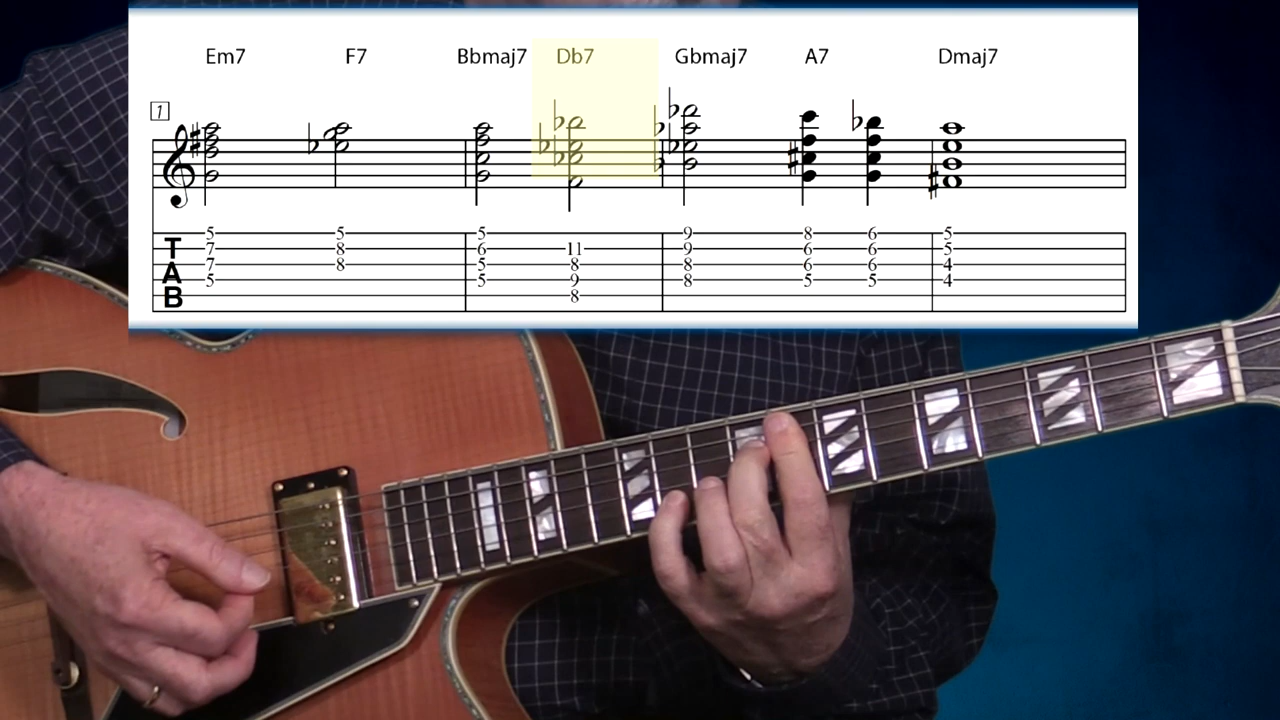 Em7 F7 Bbmaj7 Db7 Gbmaj7 A7 Dmaj7
1
5 5 5 9 8 6 5
T 7 8 6 11 9 6 6 5
A 7 8 5 8 8 6 6 4
5 5 9 8 5 5 4
B 8